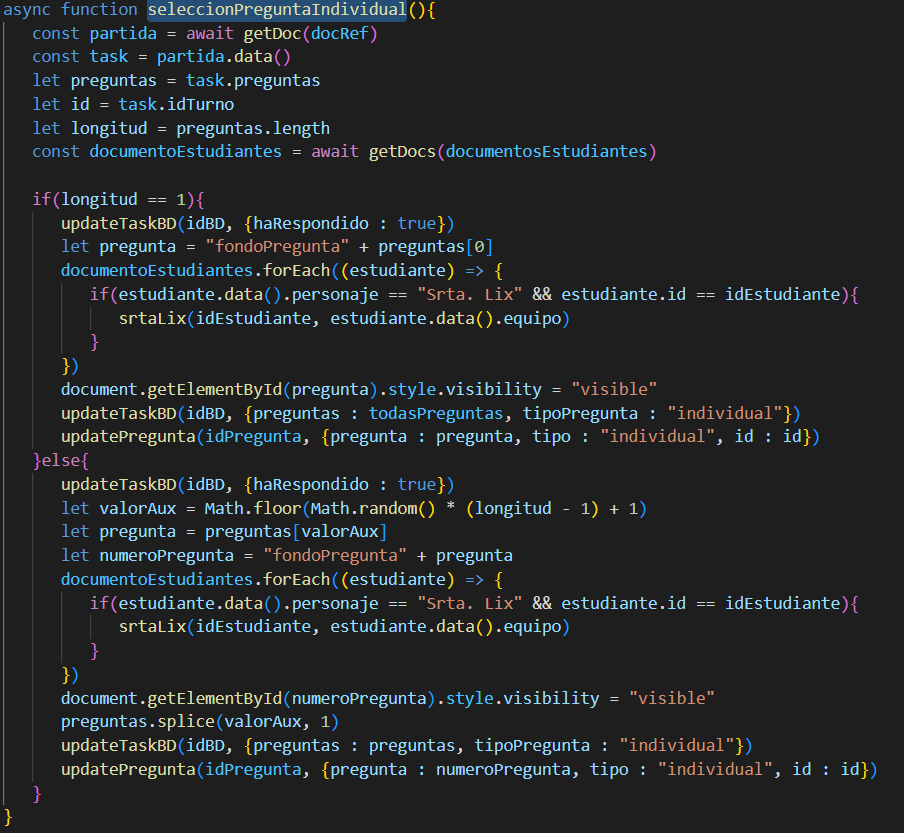 async function seleccionPreguntaIndividual(){
const partida = await getDoc(docRef)
const task = partida.data()
let preguntas = task.preguntas
let id = task.idTurno
let longitud = preguntas.length
const documentoEstudiantes = await getDocs(documentosEstudiantes)
if(longitud == 1){
updateTaskBD(idBD, {haRespondido : true})
let pregunta = "fondoPregunta" + preguntas[0]
documentoEstudiantes.forEach((estudiante) => {
if(estudiante.data().personaje == "Srta. Lix" && estudiante.id == idEstudiante){
srtaLix(idEstudiante, estudiante.data().equipo)
}
})
document.getElementById(pregunta).style.visibility = "visible"
updateTaskBD(idBD, {preguntas : todasPreguntas, tipoPregunta : "individual"})
updatePregunta(idPregunta, {pregunta : pregunta, tipo : "individual", id : id})
}else{
updateTaskBD(idBD, {haRespondido : true})
let valorAux = Math.floor(Math.random() * (longitud - 1) + 1)
let pregunta = preguntas[valorAux]
let numeroPregunta = "fondoPregunta" + pregunta
documentoEstudiantes.forEach((estudiante) => {
if(estudiante.data().personaje == "Srta. Lix" && estudiante.id == idEstudiante){
srtaLix(idEstudiante, estudiante.data().equipo)
}
})
document.getElementById(numeroPregunta).style.visibility = "visible"
preguntas.splice(valorAux, 1)
updateTaskBD(idBD, {preguntas : preguntas, tipoPregunta : "individual"})
updatePregunta(idPregunta, {pregunta : numeroPregunta, tipo : "individual", id : id})
}
}